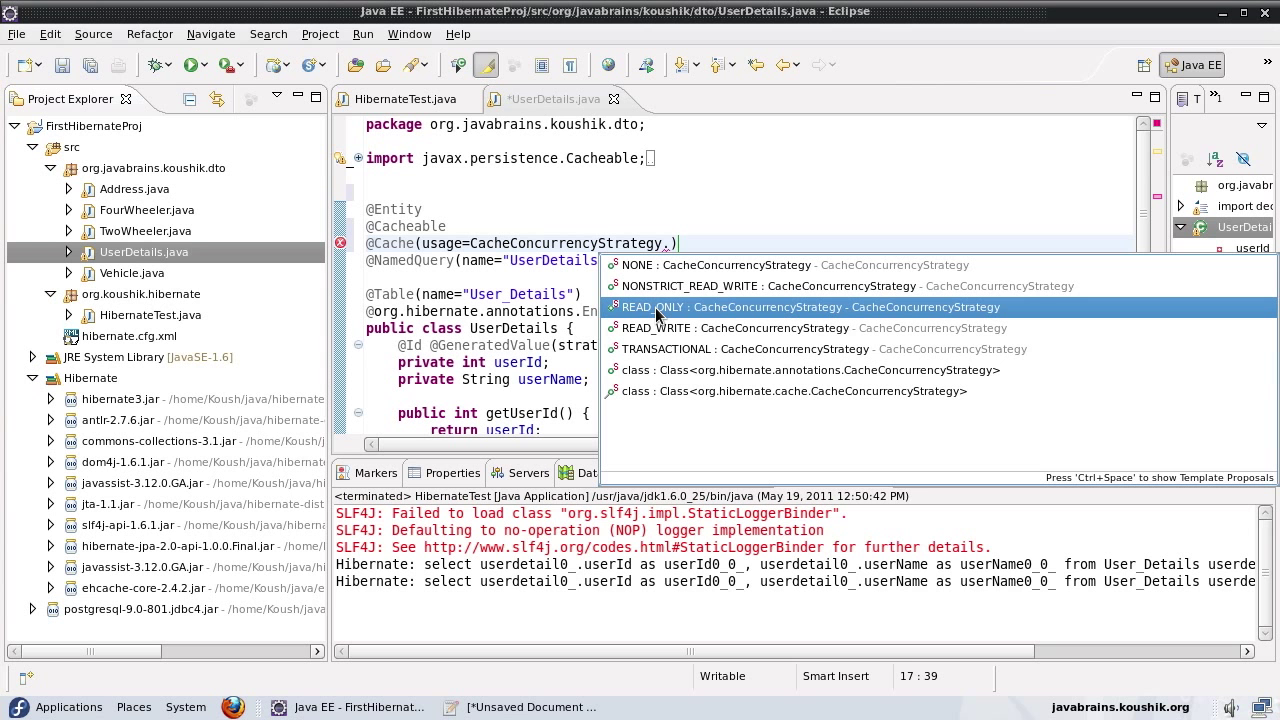 Java EE - FirstHibernateProj/src/org/javabrains/koushik/dto/UserDetails.java - Eclipse
File Edit Source Refactor Navigate Search Project Run Window Help
Java EE »
Project Explorer
FirstHibernateProj
src
org.javabrains.koushik.dto
Address.java
FourWheeler.java
TwoWheeler.java
UserDetails.java
Vehicle.java
org.koushik.hibernate
HibernateTest.java
hibernate.cfg.xml
JRE System Library [JavaSE-1.6]
Hibernate
hibernate3.jar - /home/Koush/hibernate
antlr-2.7.6.jar - /home/Koush/hibernate
commons-collections-3.1.jar - /home/Koush/
dom4j-1.6.1.jar - /home/Koush/hibernate
javassist-3.12.0.GA.jar - /home/Koush/
jta-1.1.jar - /home/Koush/hibernate-dist
slf4j-api-1.6.1.jar - /home/Koush/hibernate
hibernate-jpa-2.0-api-1.0.0.Final.jar - /home/
javassist-3.12.0.GA.jar - /home/Koush/
ehcache-core-2.4.2.jar - /home/Koush/e
postgresql-9.0-801.jdbc4.jar - /home/Koush/
HibernateTest.java *UserDetails.java
package org.javabrains.koushik.dto;
import javax.persistence.Cacheable;
@Entity
@Cacheable
@Cache(usage=CacheConcurrencyStrategy.)
@NamedQuery(name="UserDetails
@Table(name="User_Details")
@org.hibernate.annotations.En
public class UserDetails {
@Id @GeneratedValue(strat
private int userId;
private String userName;
public int getUserId() {
return userId;
NONE : CacheConcurrencyStrategy - CacheConcurrencyStrategy
NONSTRICT_READ_WRITE : CacheConcurrencyStrategy - CacheConcurrencyStrategy
READ_ONLY : CacheConcurrencyStrategy - CacheConcurrencyStrategy
READ_WRITE : CacheConcurrencyStrategy - CacheConcurrencyStrategy
TRANSACTIONAL : CacheConcurrencyStrategy - CacheConcurrencyStrategy
class : Class<org.hibernate.annotations.CacheConcurrencyStrategy>
class : Class<org.hibernate.cache.CacheConcurrencyStrategy>
Press 'Ctrl+Space' to show Template Proposals
T »1
org.javabr
import dec
UserDetai
userId
Markers Properties Servers Dat
<terminated> HibernateTest [Java Application] /usr/java/jdk1.6.0_25/bin/java (May 19, 2011 12:50:42 PM)
SLF4J: Failed to load class "org.slf4j.impl.StaticLoggerBinder".
SLF4J: Defaulting to no-operation (NOP) logger implementation
SLF4J: See http://www.slf4j.org/codes.html#StaticLoggerBinder for further details.
Hibernate: select userdetail0_.userId as userId0_0_, userdetail0_.userName as userName0_0_ from User_Details userde
Hibernate: select userdetail0_.userId as userId0_0_, userdetail0_.userName as userName0_0_ from User_Details userde
Writable Smart Insert 17 : 39
Applications Places System Java EE - FirstHibernat... [*Unsaved Document ... javabrains.koushik.org